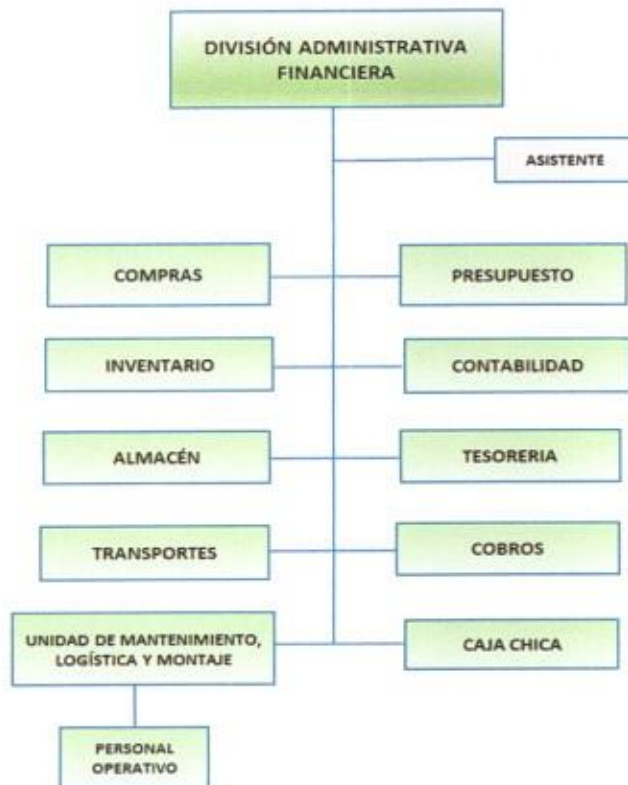 DIVISIÓN ADMINISTRATIVA
FINANCIERA
ASISTENTE
COMPRAS
PRESUPUESTO
INVENTARIO
CONTABILIDAD
ALMACÉN
TESORERIA
TRANSPORTES
COBROS
UNIDAD DE MANTENIMIENTO,
LOGÍSTICA Y MONTAJE
CAJA CHICA
PERSONAL
OPERATIVO